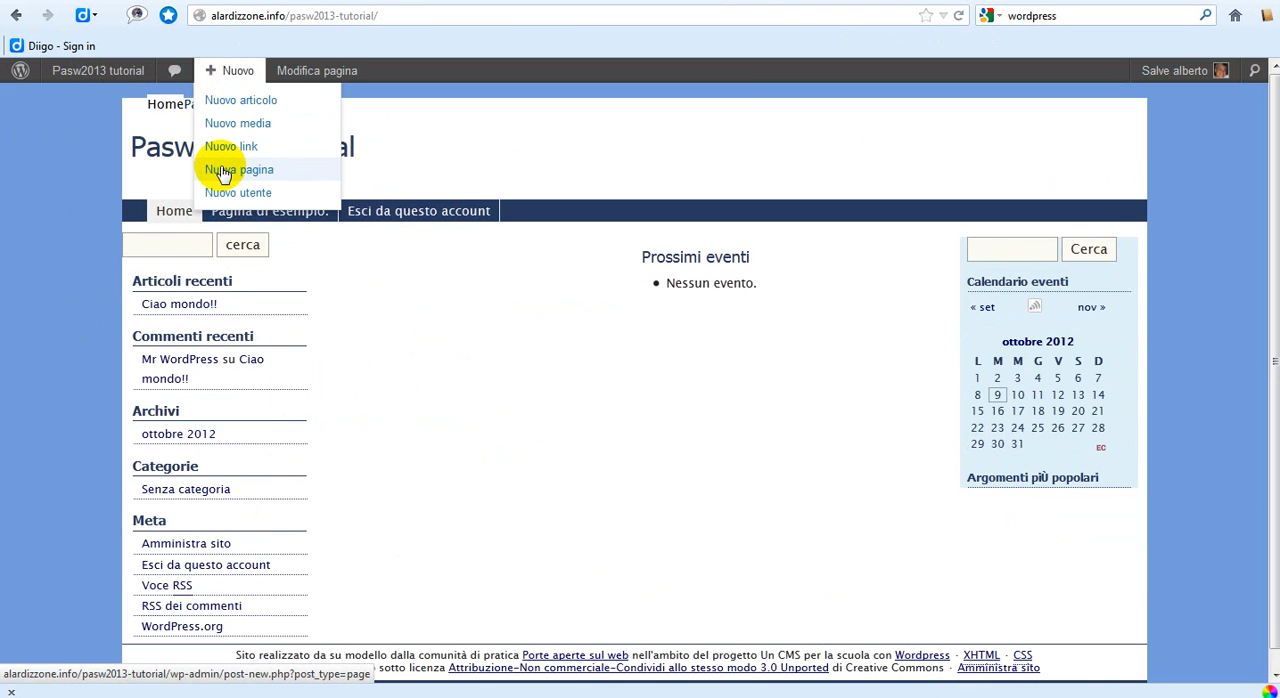 alardizzone.info/pasw2013-tutorial/
wordpress
Diigo - Sign in
Pasw2013 tutorial
Nuovo
Modifica pagina
Salve alberto
Nuovo articolo
Nuovo media
Nuovo link
Nuova pagina
Nuovo utente
Home
Home
Pagina di esempio.
Esci da questo account
cerca
Articoli recenti
Ciao mondo!!
Commenti recenti
Mr WordPress su Ciao
mondo!!
Archivi
ottobre 2012
Categorie
Senza categoria
Meta
Amministra sito
Esci da questo account
Voce RSS
RSS dei commenti
WordPress.org
Prossimi eventi
Nessun evento.
Cerca
Calendario eventi
« set
nov »
ottobre 2012
L M M G V S D
1 2 3 4 5 6 7
8 9 10 11 12 13 14
15 16 17 18 19 20 21
22 23 24 25 26 27 28
29 30 31
EC
Argomenti piÙ popolari
Sito realizzato da su modello dalla comunità di pratica Porte aperte sul web nell'ambito del progetto Un CMS per la scuola con Wordpress · XHTML · CSS
sotto licenza Attribuzione-Non commerciale-Condividi allo stesso modo 3.0 Unported di Creative Commons · Amministra sito
alardizzone.info/pasw2013-tutorial/wp-admin/post-new.php?post_type=page